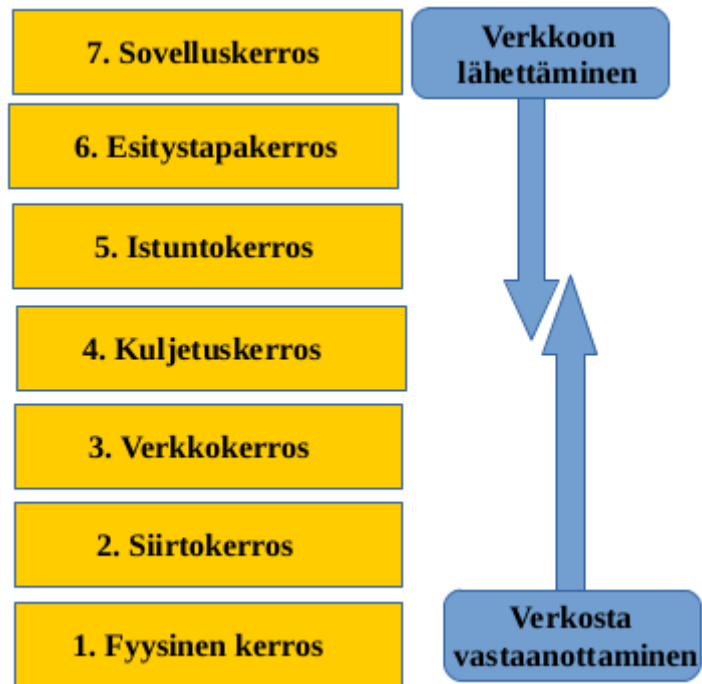 7. Sovelluskerros
6. Esitystapakerros
5. Istuntokerros
4. Kuljetuskerros
3. Verkkokerros
2. Siirtokerros
1. Fyysinen kerros
Verkkoon
lähettäminen
Verkosta
vastaanottaminen